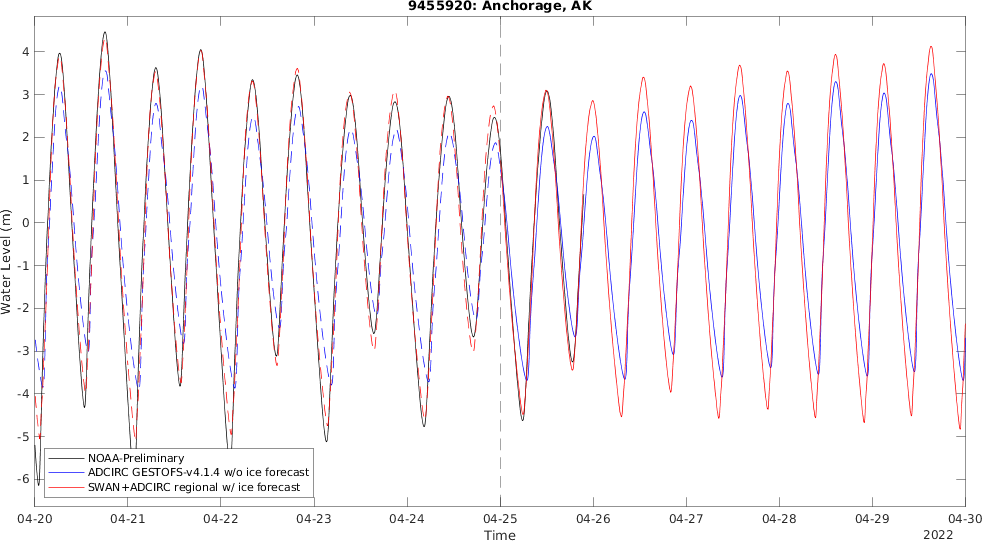 9455920: Anchorage, AK
Water Level (m)
4
3
2
1
0
-1
-2
-3
-4
-5
-6
NOAA-Preliminary
ADCIRC GESTOFS-v4.1.4 w/o ice forecast
SWAN+ADCIRC regional w/ ice forecast
04-20 04-21 04-22 04-23 04-24 04-25 04-26 04-27 04-28 04-29 04-30
Time
2022